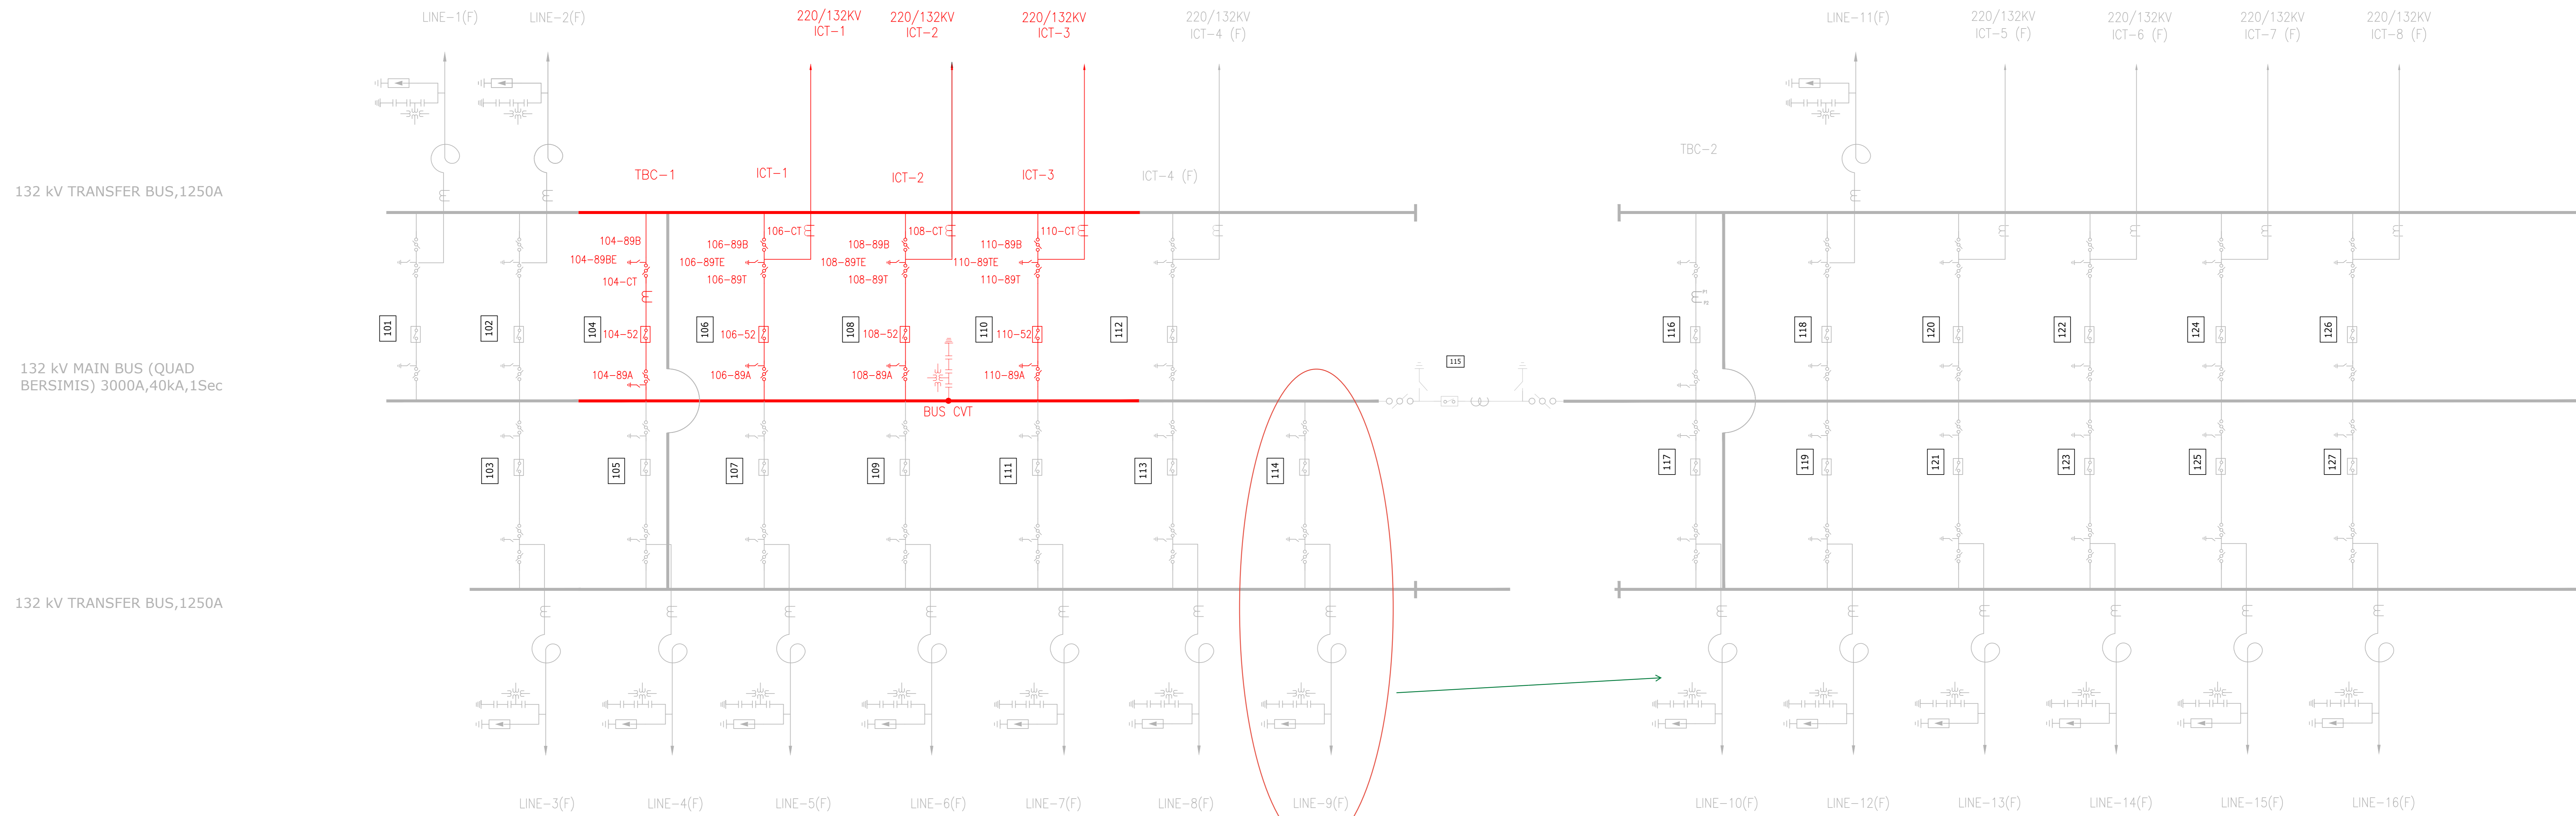 LINE-1(F)
LINE-2(F)
220/132KV
ICT-1
220/132KV
ICT-2
220/132KV
ICT-3
220/132KV
ICT-4 (F)
LINE-11(F)
220/132KV
ICT-5 (F)
220/132KV
ICT-6 (F)
220/132KV
ICT-7 (F)
220/132KV
ICT-8 (F)
TBC-1
ICT-1
ICT-2
ICT-3
ICT-4 (F)
TBC-2
132 kV TRANSFER BUS,1250A
104-89B
104-89BE
104-CT
104-52
104-89A
106-CT
106-89B
106-89TE
106-89T
106-52
106-89A
108-CT
108-89B
108-89TE
108-89T
108-52
108-89A
110-CT
110-89B
110-89TE
110-89T
110-52
110-89A
101
102
104
106
108
110
112
115
116
118
120
122
124
126
132 kV MAIN BUS (QUAD
BERSIMIS) 3000A,40kA,1Sec
BUS CVT
103
105
107
109
111
113
114
117
119
121
123
125
127
132 kV TRANSFER BUS,1250A
LINE-3(F)
LINE-4(F)
LINE-5(F)
LINE-6(F)
LINE-7(F)
LINE-8(F)
LINE-9(F)
LINE-10(F)
LINE-12(F)
LINE-13(F)
LINE-14(F)
LINE-15(F)
LINE-16(F)